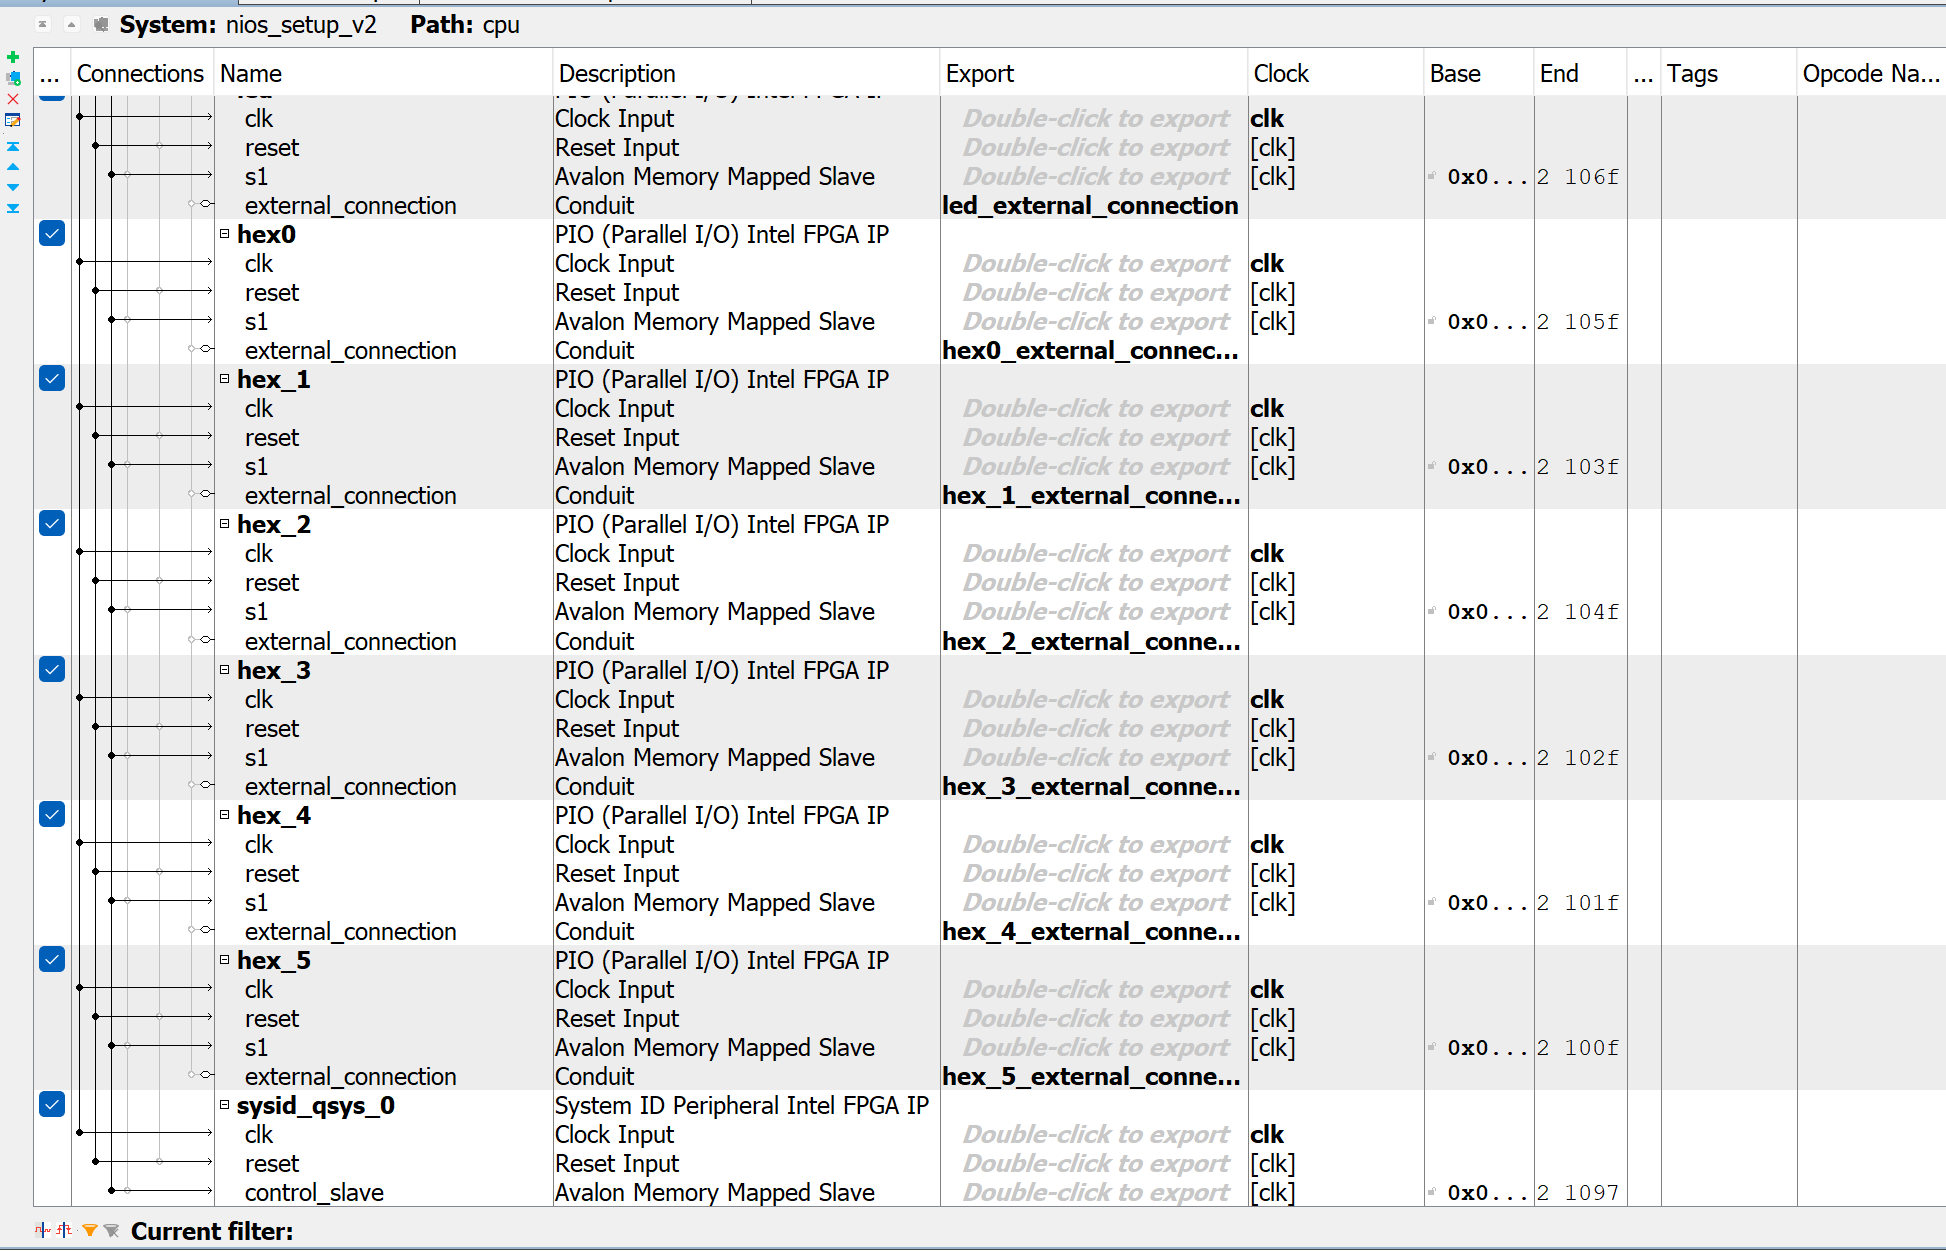 System: nios_setup_v2 Path: cpu
... Connections Name Description Export Clock Base End ... Tags Opcode Na...
led PIO (Parallel I/O) Intel FPGA IP
clk Clock Input Double-click to export clk
reset Reset Input Double-click to export [clk]
s1 Avalon Memory Mapped Slave Double-click to export [clk] 0x0... 2 106f
external_connection Conduit led_external_connection
hex0 PIO (Parallel I/O) Intel FPGA IP
clk Clock Input Double-click to export clk
reset Reset Input Double-click to export [clk]
s1 Avalon Memory Mapped Slave Double-click to export [clk] 0x0... 2 105f
external_connection Conduit hex0_external_connec...
hex_1 PIO (Parallel I/O) Intel FPGA IP
clk Clock Input Double-click to export clk
reset Reset Input Double-click to export [clk]
s1 Avalon Memory Mapped Slave Double-click to export [clk] 0x0... 2 103f
external_connection Conduit hex_1_external_conne...
hex_2 PIO (Parallel I/O) Intel FPGA IP
clk Clock Input Double-click to export clk
reset Reset Input Double-click to export [clk]
s1 Avalon Memory Mapped Slave Double-click to export [clk] 0x0... 2 104f
external_connection Conduit hex_2_external_conne...
hex_3 PIO (Parallel I/O) Intel FPGA IP
clk Clock Input Double-click to export clk
reset Reset Input Double-click to export [clk]
s1 Avalon Memory Mapped Slave Double-click to export [clk] 0x0... 2 102f
external_connection Conduit hex_3_external_conne...
hex_4 PIO (Parallel I/O) Intel FPGA IP
clk Clock Input Double-click to export clk
reset Reset Input Double-click to export [clk]
s1 Avalon Memory Mapped Slave Double-click to export [clk] 0x0... 2 101f
external_connection Conduit hex_4_external_conne...
hex_5 PIO (Parallel I/O) Intel FPGA IP
clk Clock Input Double-click to export clk
reset Reset Input Double-click to export [clk]
s1 Avalon Memory Mapped Slave Double-click to export [clk] 0x0... 2 100f
external_connection Conduit hex_5_external_conne...
sysid_qsys_0 System ID Peripheral Intel FPGA IP
clk Clock Input Double-click to export clk
reset Reset Input Double-click to export [clk]
control_slave Avalon Memory Mapped Slave Double-click to export [clk] 0x0... 2 1097
Current filter: